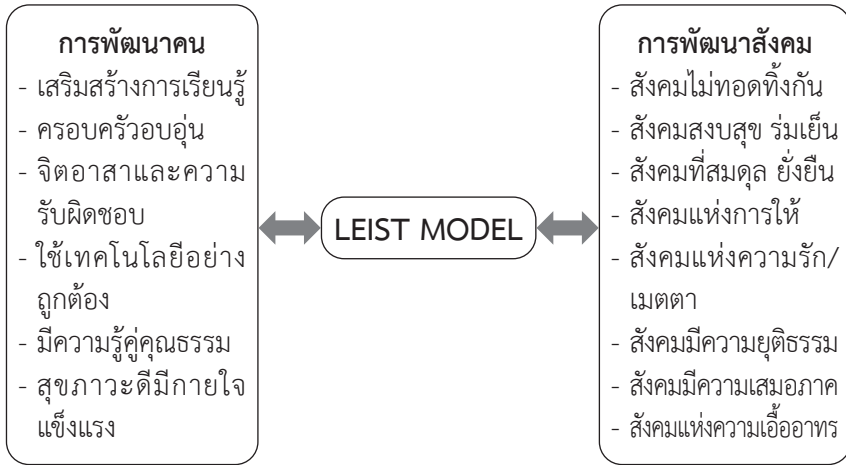 การพัฒนาคน
- เสริมสร้างการเรียนรู้
- ครอบครัวอบอุ่น
- จิตอาสาและความ
รับผิดชอบ
- ใช้เทคโนโลยีอย่าง
ถูกต้อง
- มีความรู้คู่คุณธรรม
- สุขภาวะดีมีกายใจ
แข็งแรง
LEIST MODEL
การพัฒนาสังคม
- สังคมไม่ทอดทิ้งกัน
- สังคมสงบสุข ร่มเย็น
- สังคมที่สมดุล ยั่งยืน
- สังคมแห่งการให้
- สังคมแห่งความรัก/
เมตตา
- สังคมมีความยุติธรรม
- สังคมมีความเสมอภาค
- สังคมแห่งความเอื้ออาทร